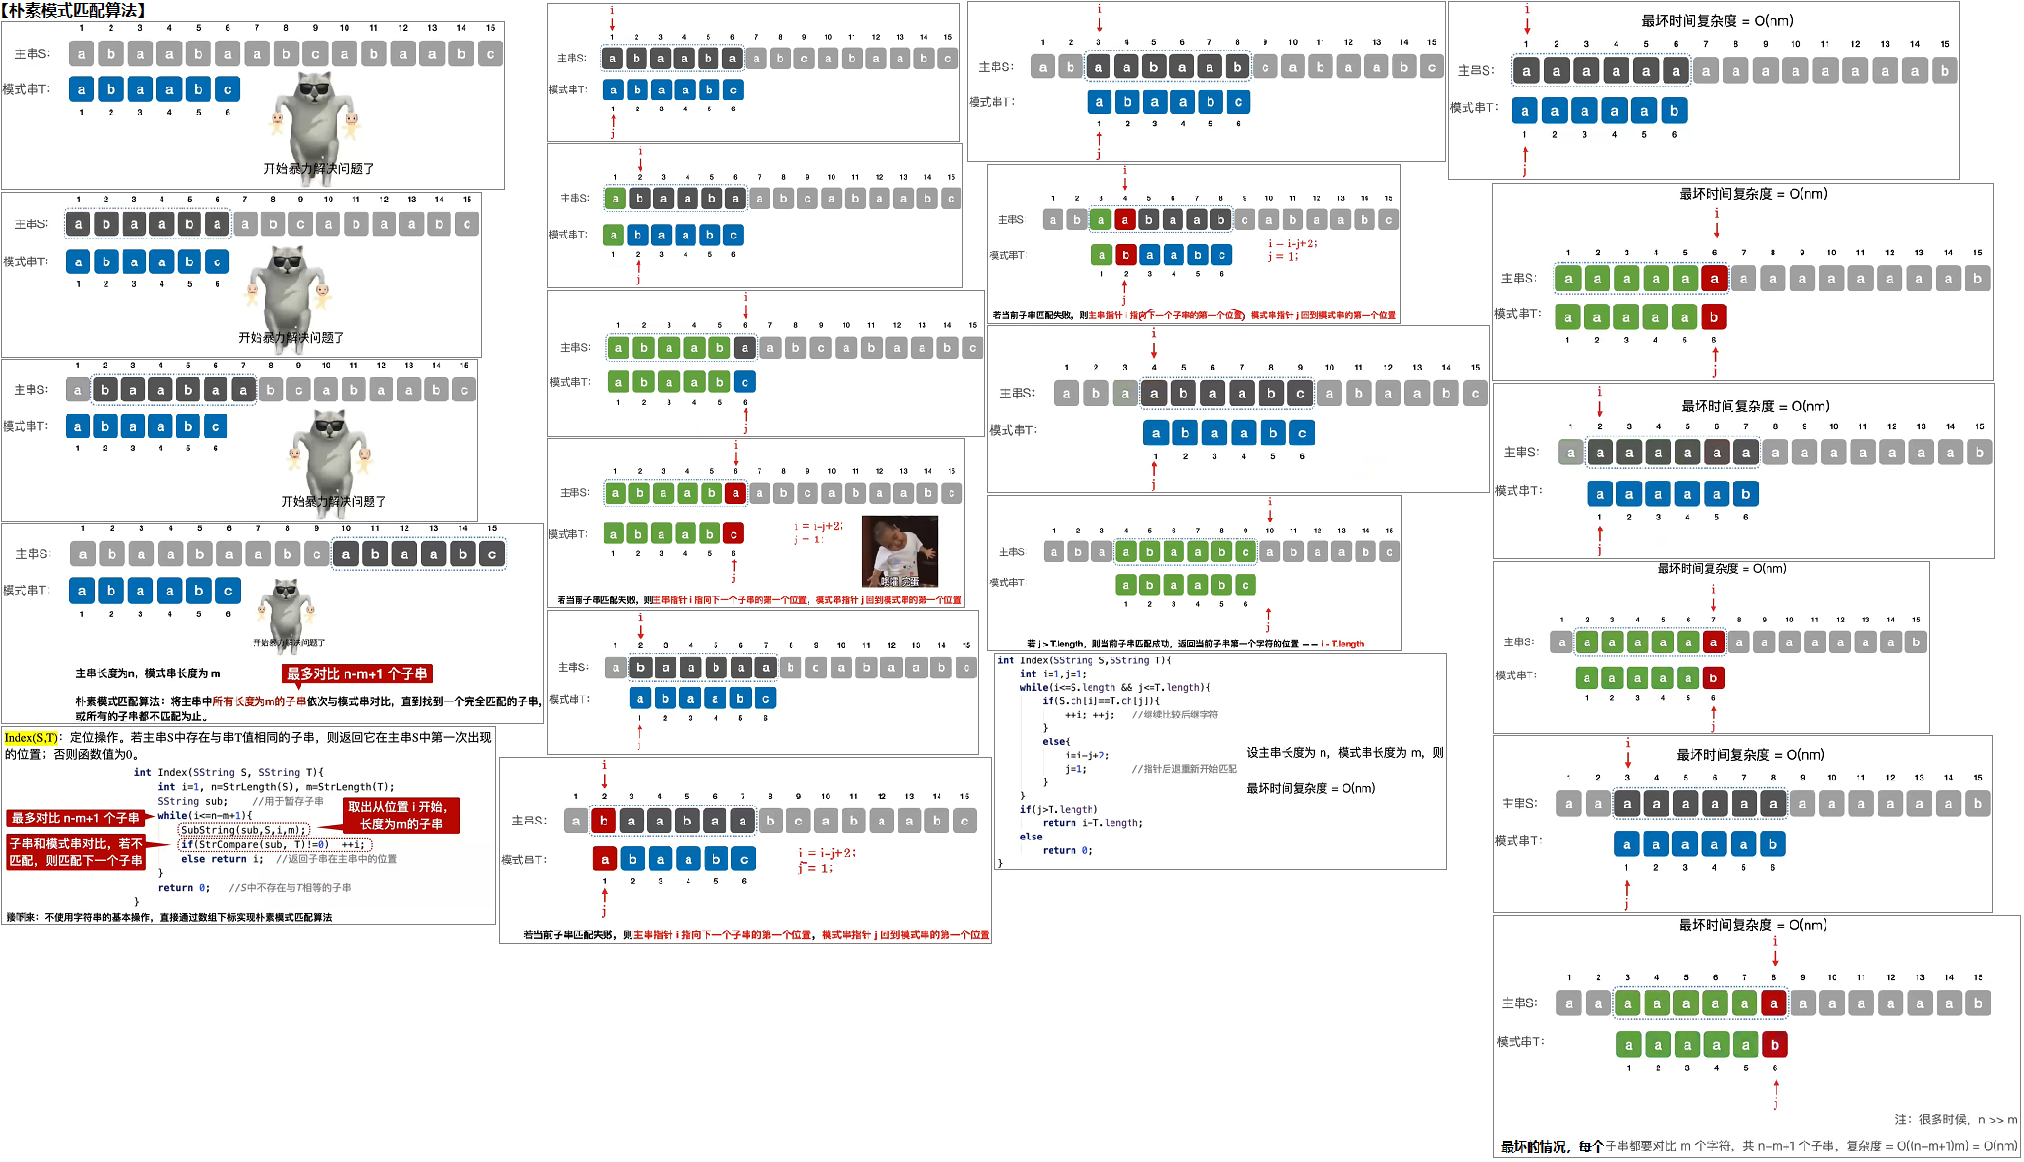 【朴素模式匹配算法】
1 2 3 4 5 6 7 8 9 10 11 12 13 14 15
主串S: a b a a b a a b c a b a a b c
模式串T: a b a a b c
1 2 3 4 5 6
开始暴力解决问题了
1 2 3 4 5 6 7 8 9 10 11 12 13 14 15
主串S: a b a a b a a b c a b a a b c
模式串T: a b a a b c
1 2 3 4 5 6
开始暴力解决问题了
1 2 3 4 5 6 7 8 9 10 11 12 13 14 15
主串S: a b a a b a a b c a b a a b c
模式串T: a b a a b c
1 2 3 4 5 6
开始暴力解决问题了
1 2 3 4 5 6 7 8 9 10 11 12 13 14 15
主串S: a b a a b a a b c a b a a b c
模式串T: a b a a b c
1 2 3 4 5 6
开始暴力解决问题了
主串长度为n，模式串长度为 m
最多对比 n-m+1 个子串
朴素模式匹配算法：将主串中所有长度为m的子串依次与模式串对比，直到找到一个完全匹配的子串，
或所有的子串都不匹配为止。
Index(S,T)：定位操作。若主串S中存在与串T值相同的子串，则返回它在主串S中第一次出现
的位置；否则函数值为0。
int Index(SString S, SString T){
int i=1, n=StrLength(S), m=StrLength(T);
SString sub; //用于暂存子串
while(i<=n-m+1){
SubString(sub,S,i,m);
if(StrCompare(sub, T)!=0) ++i;
else return i; //返回子串在主串中的位置
}
return 0; //S中不存在与T相等的子串
}
最多对比 n-m+1 个子串
取出从位置 i 开始，
长度为m的子串
子串和模式串对比，若不
匹配，则匹配下一个子串
接下来：不使用字符串的基本操作，直接通过数组下标实现朴素模式匹配算法
i
1 2 3 4 5 6 7 8 9 10 11 12 13 14 15
主串S: a b a a b a a b c a b a a b c
模式串T: a b a a b c
1 2 3 4 5 6
j
i
1 2 3 4 5 6 7 8 9 10 11 12 13 14 15
主串S: a b a a b a a b c a b a a b c
模式串T: a b a a b c
1 2 3 4 5 6
j
i
1 2 3 4 5 6 7 8 9 10 11 12 13 14 15
主串S: a b a a b a a b c a b a a b c
模式串T: a b a a b c
1 2 3 4 5 6
j
i
1 2 3 4 5 6 7 8 9 10 11 12 13 14 15
主串S: a b a a b a a b c a b a a b c
模式串T: a b a a b c
1 2 3 4 5 6
j
i = i-j+2;
j = 1;
完蛋
若当前子串匹配失败，则主串指针 i 指向下一个子串的第一个位置，模式串指针 j 回到模式串的第一个位置
i
1 2 3 4 5 6 7 8 9 10 11 12 13 14 15
主串S: a b a a b a a b c a b a a b c
模式串T: a b a a b c
1 2 3 4 5 6
j
i
1 2 3 4 5 6 7 8 9 10 11 12 13 14 15
主串S: a b a a b a a b c a b a a b c
模式串T: a b a a b c
1 2 3 4 5 6
j
i = i-j+2;
j = 1;
若当前子串匹配失败，则主串指针 i 指向下一个子串的第一个位置，模式串指针 j 回到模式串的第一个位置
i
1 2 3 4 5 6 7 8 9 10 11 12 13 14 15
主串S: a b a a b a a b c a b a a b c
模式串T: a b a a b c
1 2 3 4 5 6
j
i
1 2 3 4 5 6 7 8 9 10 11 12 13 14 15
主串S: a b a a b a a b c a b a a b c
模式串T: a b a a b c
1 2 3 4 5 6
j
i = i-j+2;
j = 1;
若当前子串匹配失败，则主串指针 i 指向下一个子串的第一个位置，模式串指针 j 回到模式串的第一个位置
i
1 2 3 4 5 6 7 8 9 10 11 12 13 14 15
主串S: a b a a b a a b c a b a a b c
模式串T: a b a a b c
1 2 3 4 5 6
j
i
1 2 3 4 5 6 7 8 9 10 11 12 13 14 15
主串S: a b a a b a a b c a b a a b c
模式串T: a b a a b c
1 2 3 4 5 6
j
若 j > T.length，则当前子串匹配成功，返回当前子串第一个字符的位置 —— i - T.length
int Index(SString S,SString T){
int i=1,j=1;
while(i<=S.length && j<=T.length){
if(S.ch[i]==T.ch[j]){
++i; ++j; //继续比较后继字符
}
else{
i=i-j+2;
j=1; //指针后退重新开始匹配
}
}
if(j>T.length)
return i-T.length;
else
return 0;
}
设主串长度为 n，模式串长度为 m，则
最坏时间复杂度 = O(nm)
最坏时间复杂度 = O(nm)
i
1 2 3 4 5 6 7 8 9 10 11 12 13 14 15
主串S: a a a a a a a a a a a a a a b
模式串T: a a a a a b
1 2 3 4 5 6
j
最坏时间复杂度 = O(nm)
i
1 2 3 4 5 6 7 8 9 10 11 12 13 14 15
主串S: a a a a a a a a a a a a a a b
模式串T: a a a a a b
1 2 3 4 5 6
j
最坏时间复杂度 = O(nm)
i
1 2 3 4 5 6 7 8 9 10 11 12 13 14 15
主串S: a a a a a a a a a a a a a a b
模式串T: a a a a a b
1 2 3 4 5 6
j
最坏时间复杂度 = O(nm)
i
1 2 3 4 5 6 7 8 9 10 11 12 13 14 15
主串S: a a a a a a a a a a a a a a b
模式串T: a a a a a b
1 2 3 4 5 6
j
最坏时间复杂度 = O(nm)
i
1 2 3 4 5 6 7 8 9 10 11 12 13 14 15
主串S: a a a a a a a a a a a a a a b
模式串T: a a a a a b
1 2 3 4 5 6
j
最坏时间复杂度 = O(nm)
i
1 2 3 4 5 6 7 8 9 10 11 12 13 14 15
主串S: a a a a a a a a a a a a a a b
模式串T: a a a a a b
1 2 3 4 5 6
j
注：很多时候，n >> m
最坏的情况，每个子串都要对比 m 个字符，共 n-m+1 个子串，复杂度 = O((n-m+1)m) = O(nm)